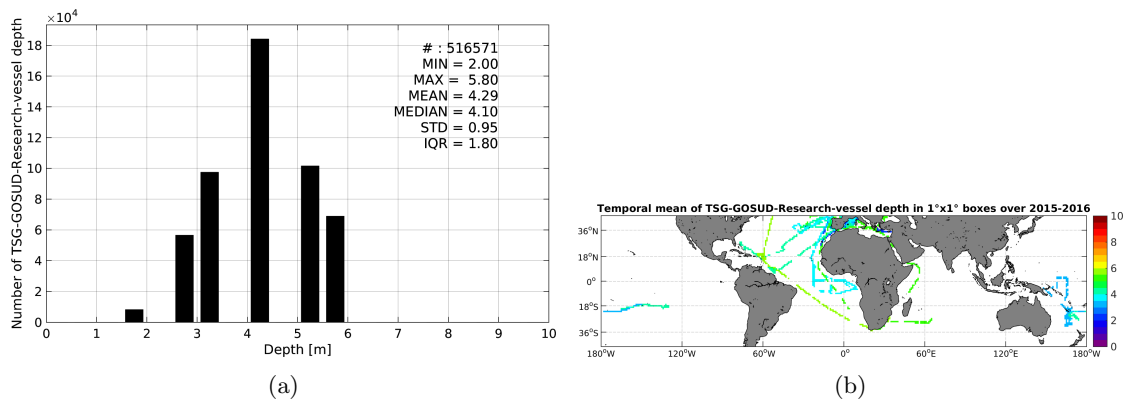 ×10⁴
Number of TSG-GOSUD-Research-vessel depth
18
16
14
12
10
8
6
4
2
0
# : 516571
MIN = 2.00
MAX = 5.80
MEAN = 4.29
MEDIAN = 4.10
STD = 0.95
IQR = 1.80
0 1 2 3 4 5 6 7 8 9 10
Depth [m]
(a)
Temporal mean of TSG-GOSUD-Research-vessel depth in 1°x1° boxes over 2015-2016
36°N
18°N
0°
18°S
36°S
180°W 120°W 60°W 0° 60°E 120°E 180°W
10
8
6
4
2
0
(b)